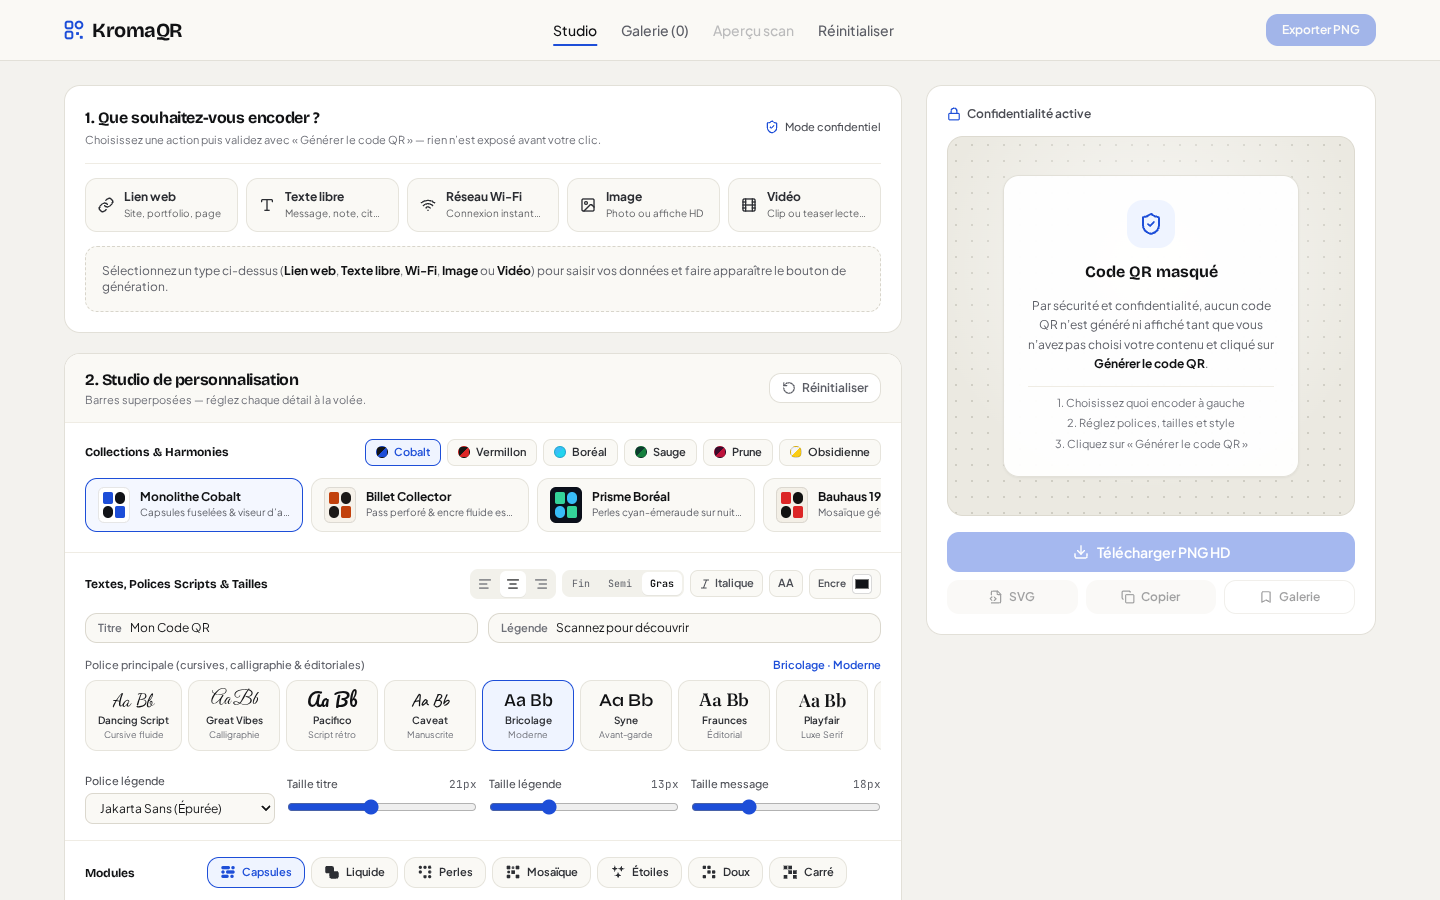 KromaQR
Studio
Galerie (0)
Aperçu scan
Réinitialiser
Exporter PNG
1. Que souhaitez-vous encoder ?
Choisissez une action puis validez avec « Générer le code QR » — rien n'est exposé avant votre clic.
Mode confidentiel
Lien web
Site, portfolio, page
Texte libre
Message, note, cit...
Réseau Wi-Fi
Connexion instant...
Image
Photo ou affiche HD
Vidéo
Clip ou teaser lecte...
Sélectionnez un type ci-dessus (Lien web, Texte libre, Wi-Fi, Image ou Vidéo) pour saisir vos données et faire apparaître le bouton de
génération.
2. Studio de personnalisation
Barres superposées — réglez chaque détail à la volée.
Réinitialiser
Collections & Harmonies
Cobalt
Vermillon
Boréal
Sauge
Prune
Obsidienne
Monolithe Cobalt
Capsules fuselées & viseur d'a...
Billet Collector
Pass perforé & encre fluide es...
Prisme Boréal
Perles cyan-émeraude sur nuit...
Bauhaus 19
Mosaïque gé
Textes, Polices Scripts & Tailles
Fin
Semi
Gras
Italique
AA
Encre
Titre Mon Code QR
Légende Scannez pour découvrir
Police principale (cursives, calligraphie & éditoriales)
Bricolage · Moderne
Aa Bb
Dancing Script
Cursive fluide
Aa Bb
Great Vibes
Calligraphie
Aa Bb
Pacifico
Script rétro
Aa Bb
Caveat
Manuscrite
Aa Bb
Bricolage
Moderne
Aa Bb
Syne
Avant-garde
Aa Bb
Fraunces
Éditorial
Aa Bb
Playfair
Luxe Serif
Police légende
Jakarta Sans (Épurée)
Taille titre
21px
Taille légende
13px
Taille message
18px
Modules
Capsules
Liquide
Perles
Mosaïque
Étoiles
Doux
Carré
Confidentialité active
Code QR masqué
Par sécurité et confidentialité, aucun code
QR n'est généré ni affiché tant que vous
n'avez pas choisi votre contenu et cliqué sur
Générer le code QR.
1. Choisissez quoi encoder à gauche
2. Réglez polices, tailles et style
3. Cliquez sur « Générer le code QR »
Télécharger PNG HD
SVG
Copier
Galerie